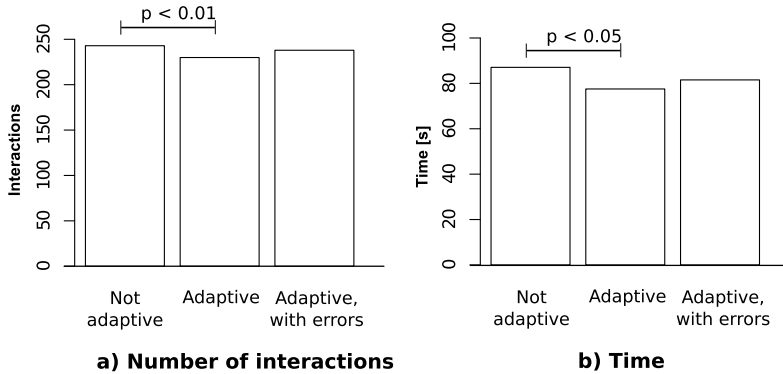 p < 0.01
250
200
150
100
50
0
Interactions
Not
adaptive
Adaptive
Adaptive,
with errors
a) Number of interactions
p < 0.05
100
80
60
40
20
0
Time [s]
Not
adaptive
Adaptive
Adaptive,
with errors
b) Time